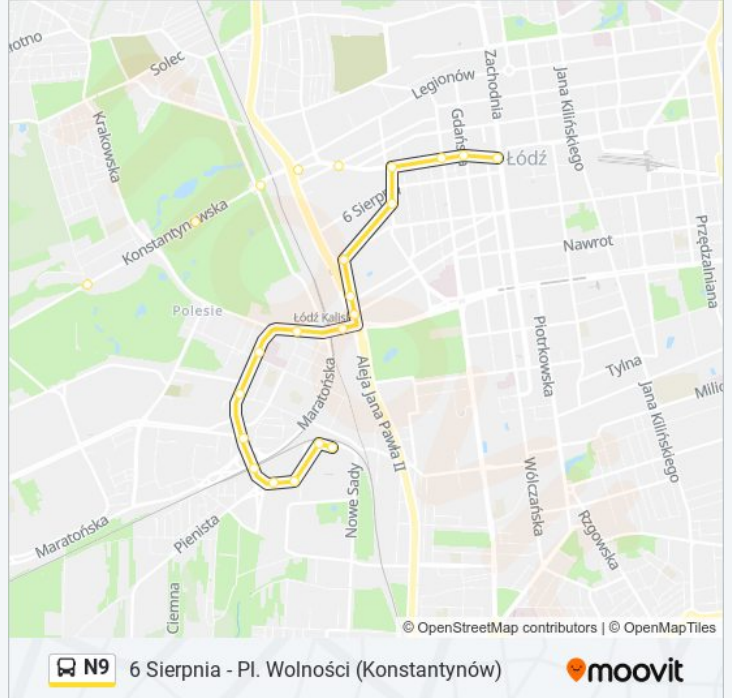 łotno
Solec
Zachodnia
Legionów
Jana Kilińskiego
Krakowska
Gdańska
Łódź
6 Sierpnia
Konstantynowska
Nawrot
Przędzalniana
Polesie
Łódź Kalisk
Piotrkowska
Tylna
Aleja Jana Pawła II
Maratońska
Jana Kilińskiego
Milio
Wólczańska
Nowe Sady
Rzgowska
Maratońska
Pienista
Ciemna
© OpenStreetMap contributors | © OpenMapTiles
N9 6 Sierpnia - Pl. Wolności (Konstantynów) moovit